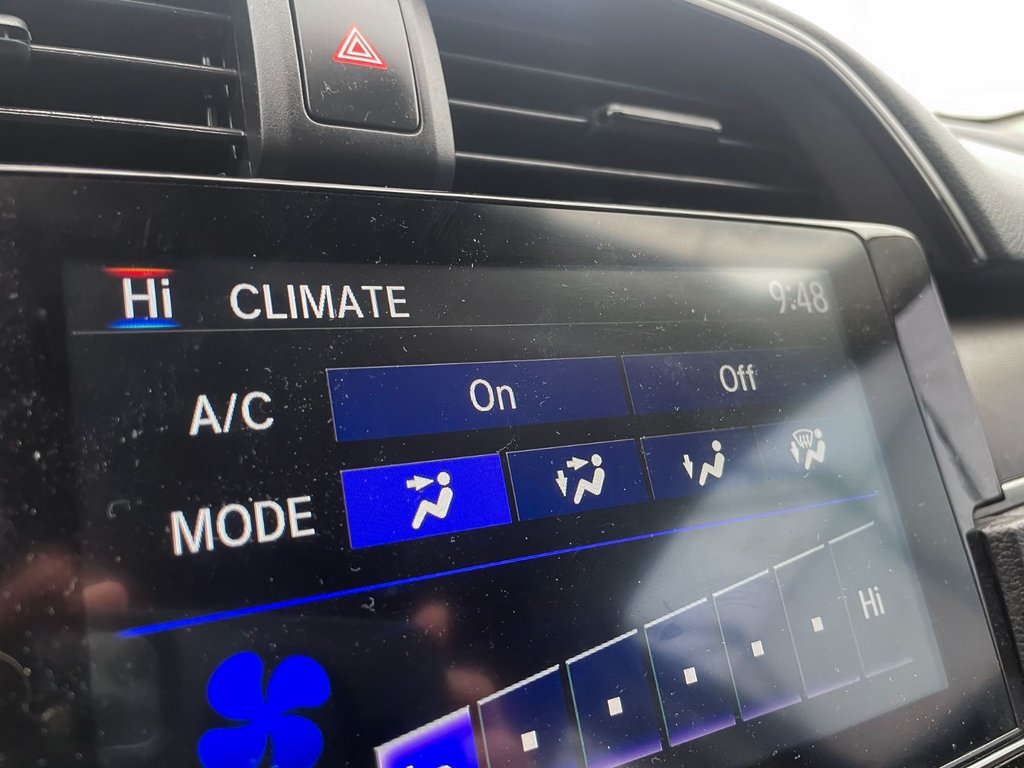 Hi CLIMATE 9:48
A/C On Off
MODE
Hi